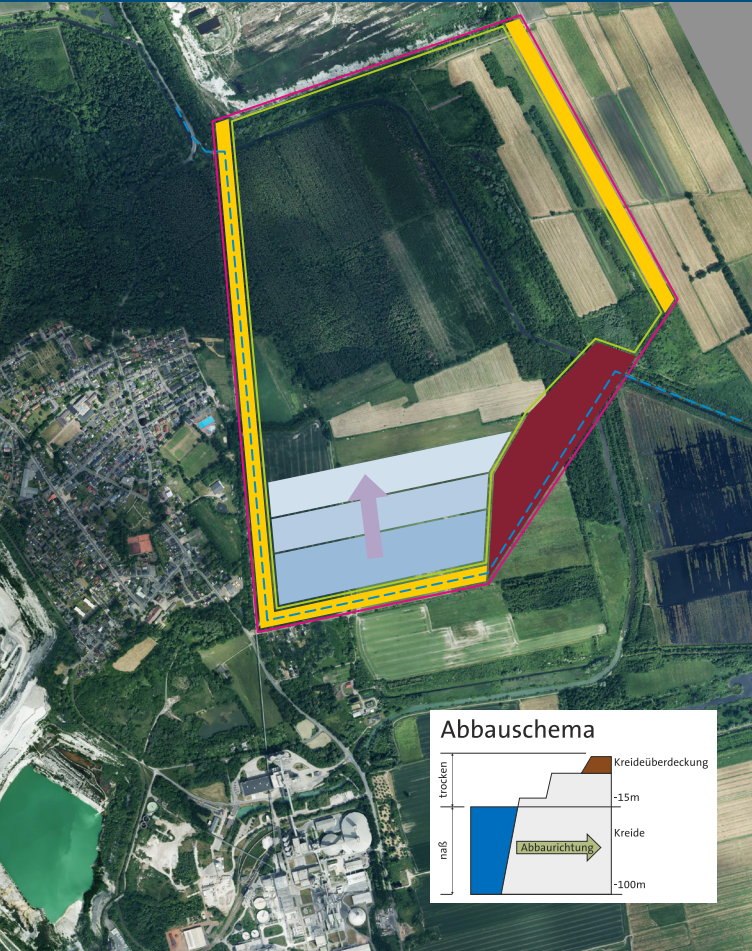 Abbauschema
trocken
Kreideüberdeckung
-15m
naß
Kreide
Abbaurichtung
-100m